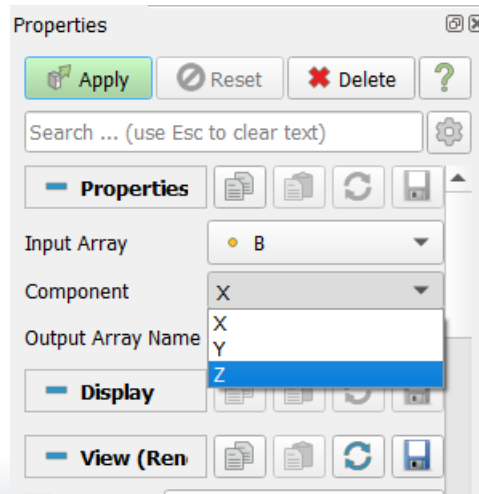 Properties
Apply Reset Delete ?
Search ... (use Esc to clear text)
Properties
Input Array B
Component X
X
Output Array Name Y
Z
Display
View (Ren